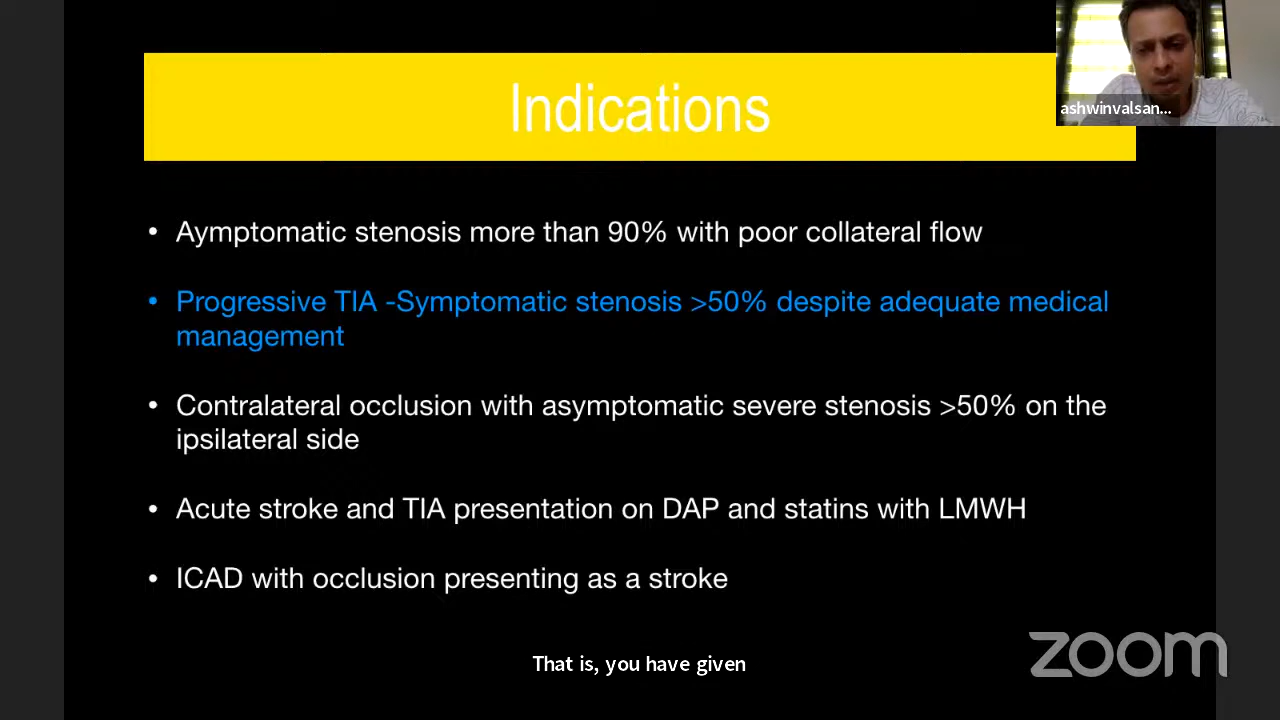 Indications
ashwinvalsan...
• Aymptomatic stenosis more than 90% with poor collateral flow
• Progressive TIA -Symptomatic stenosis >50% despite adequate medical
management
• Contralateral occlusion with asymptomatic severe stenosis >50% on the
ipsilateral side
• Acute stroke and TIA presentation on DAP and statins with LMWH
• ICAD with occlusion presenting as a stroke
That is, you have given
zoom